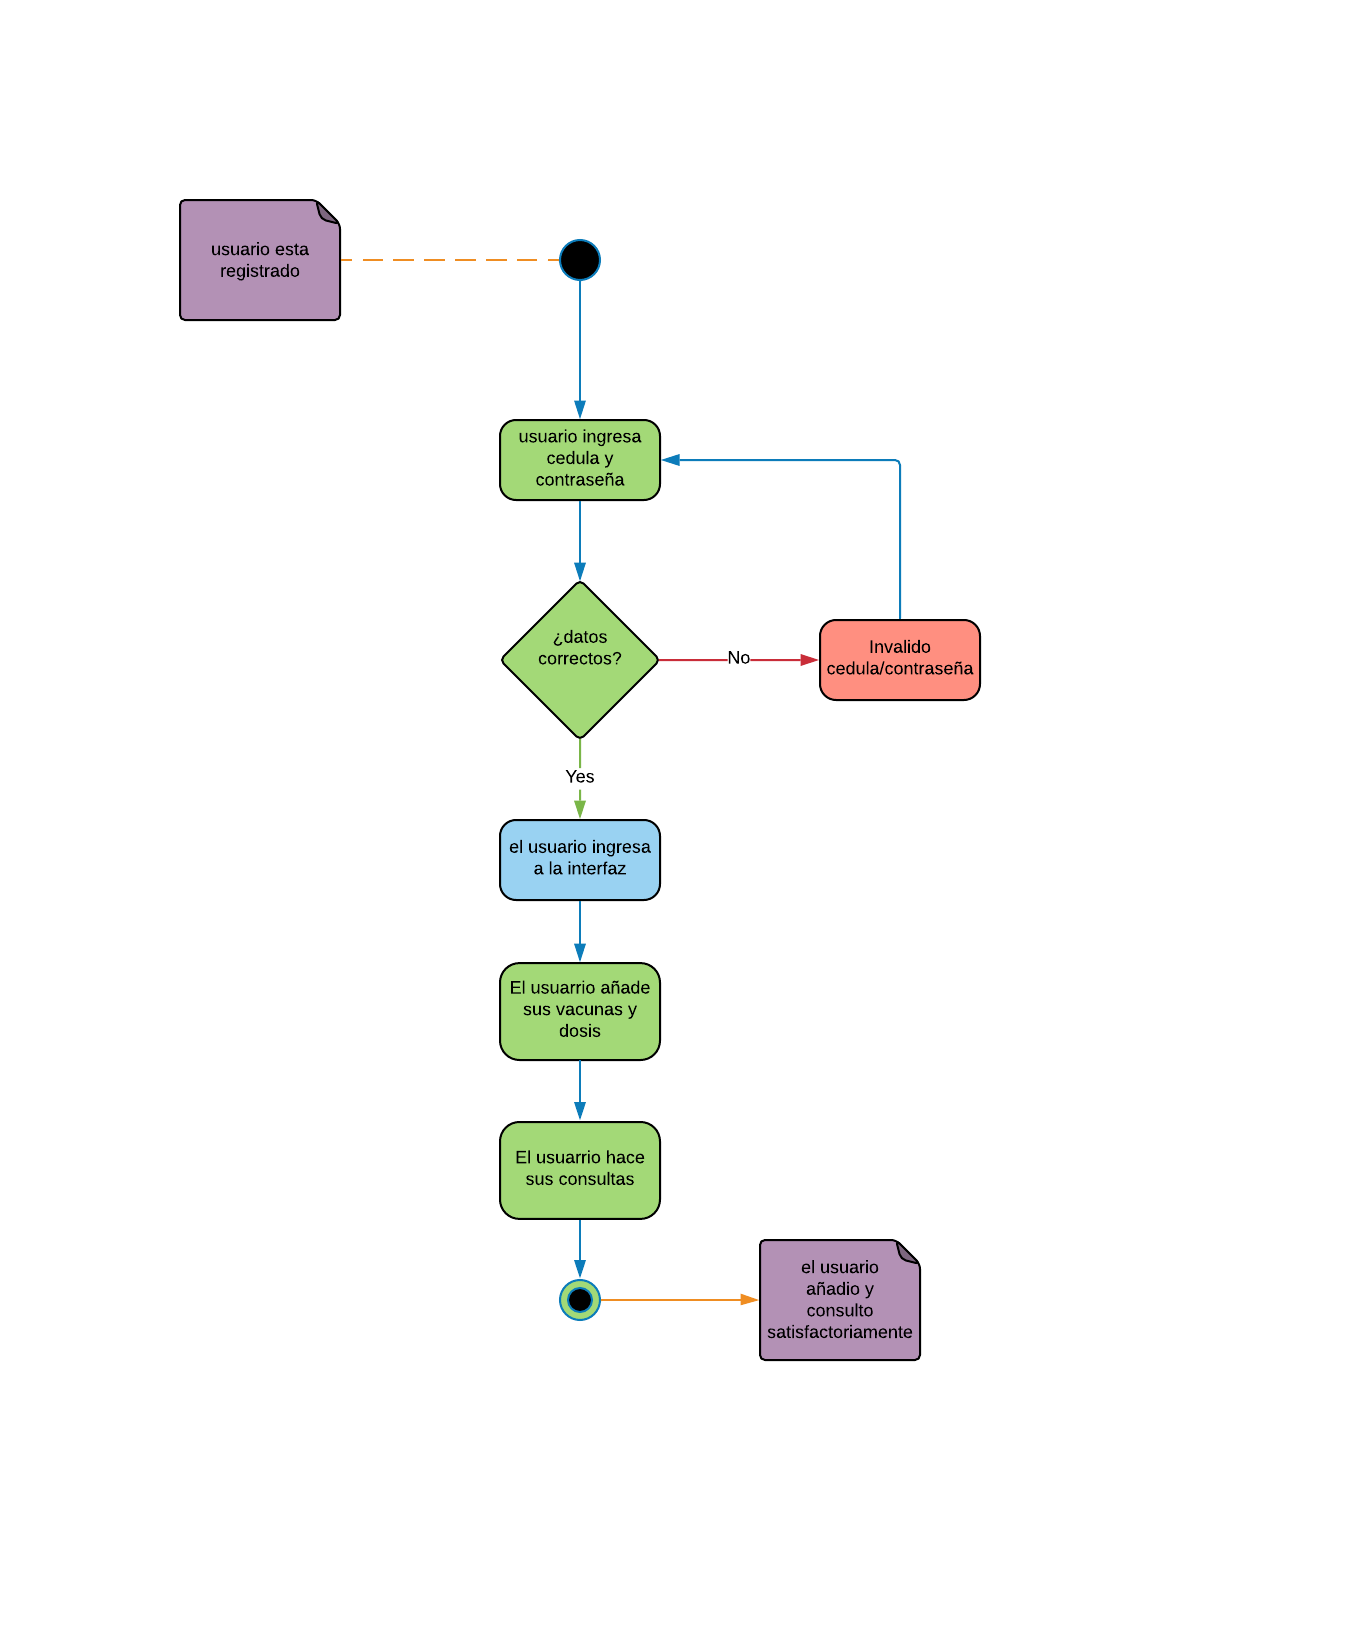 usuario esta
registrado
usuario ingresa
cedula y
contraseña
¿datos
correctos?
No
Invalido
cedula/contraseña
Yes
el usuario ingresa
a la interfaz
El usuarrio añade
sus vacunas y
dosis
El usuarrio hace
sus consultas
el usuario
añadio y
consulto
satisfactoriamente